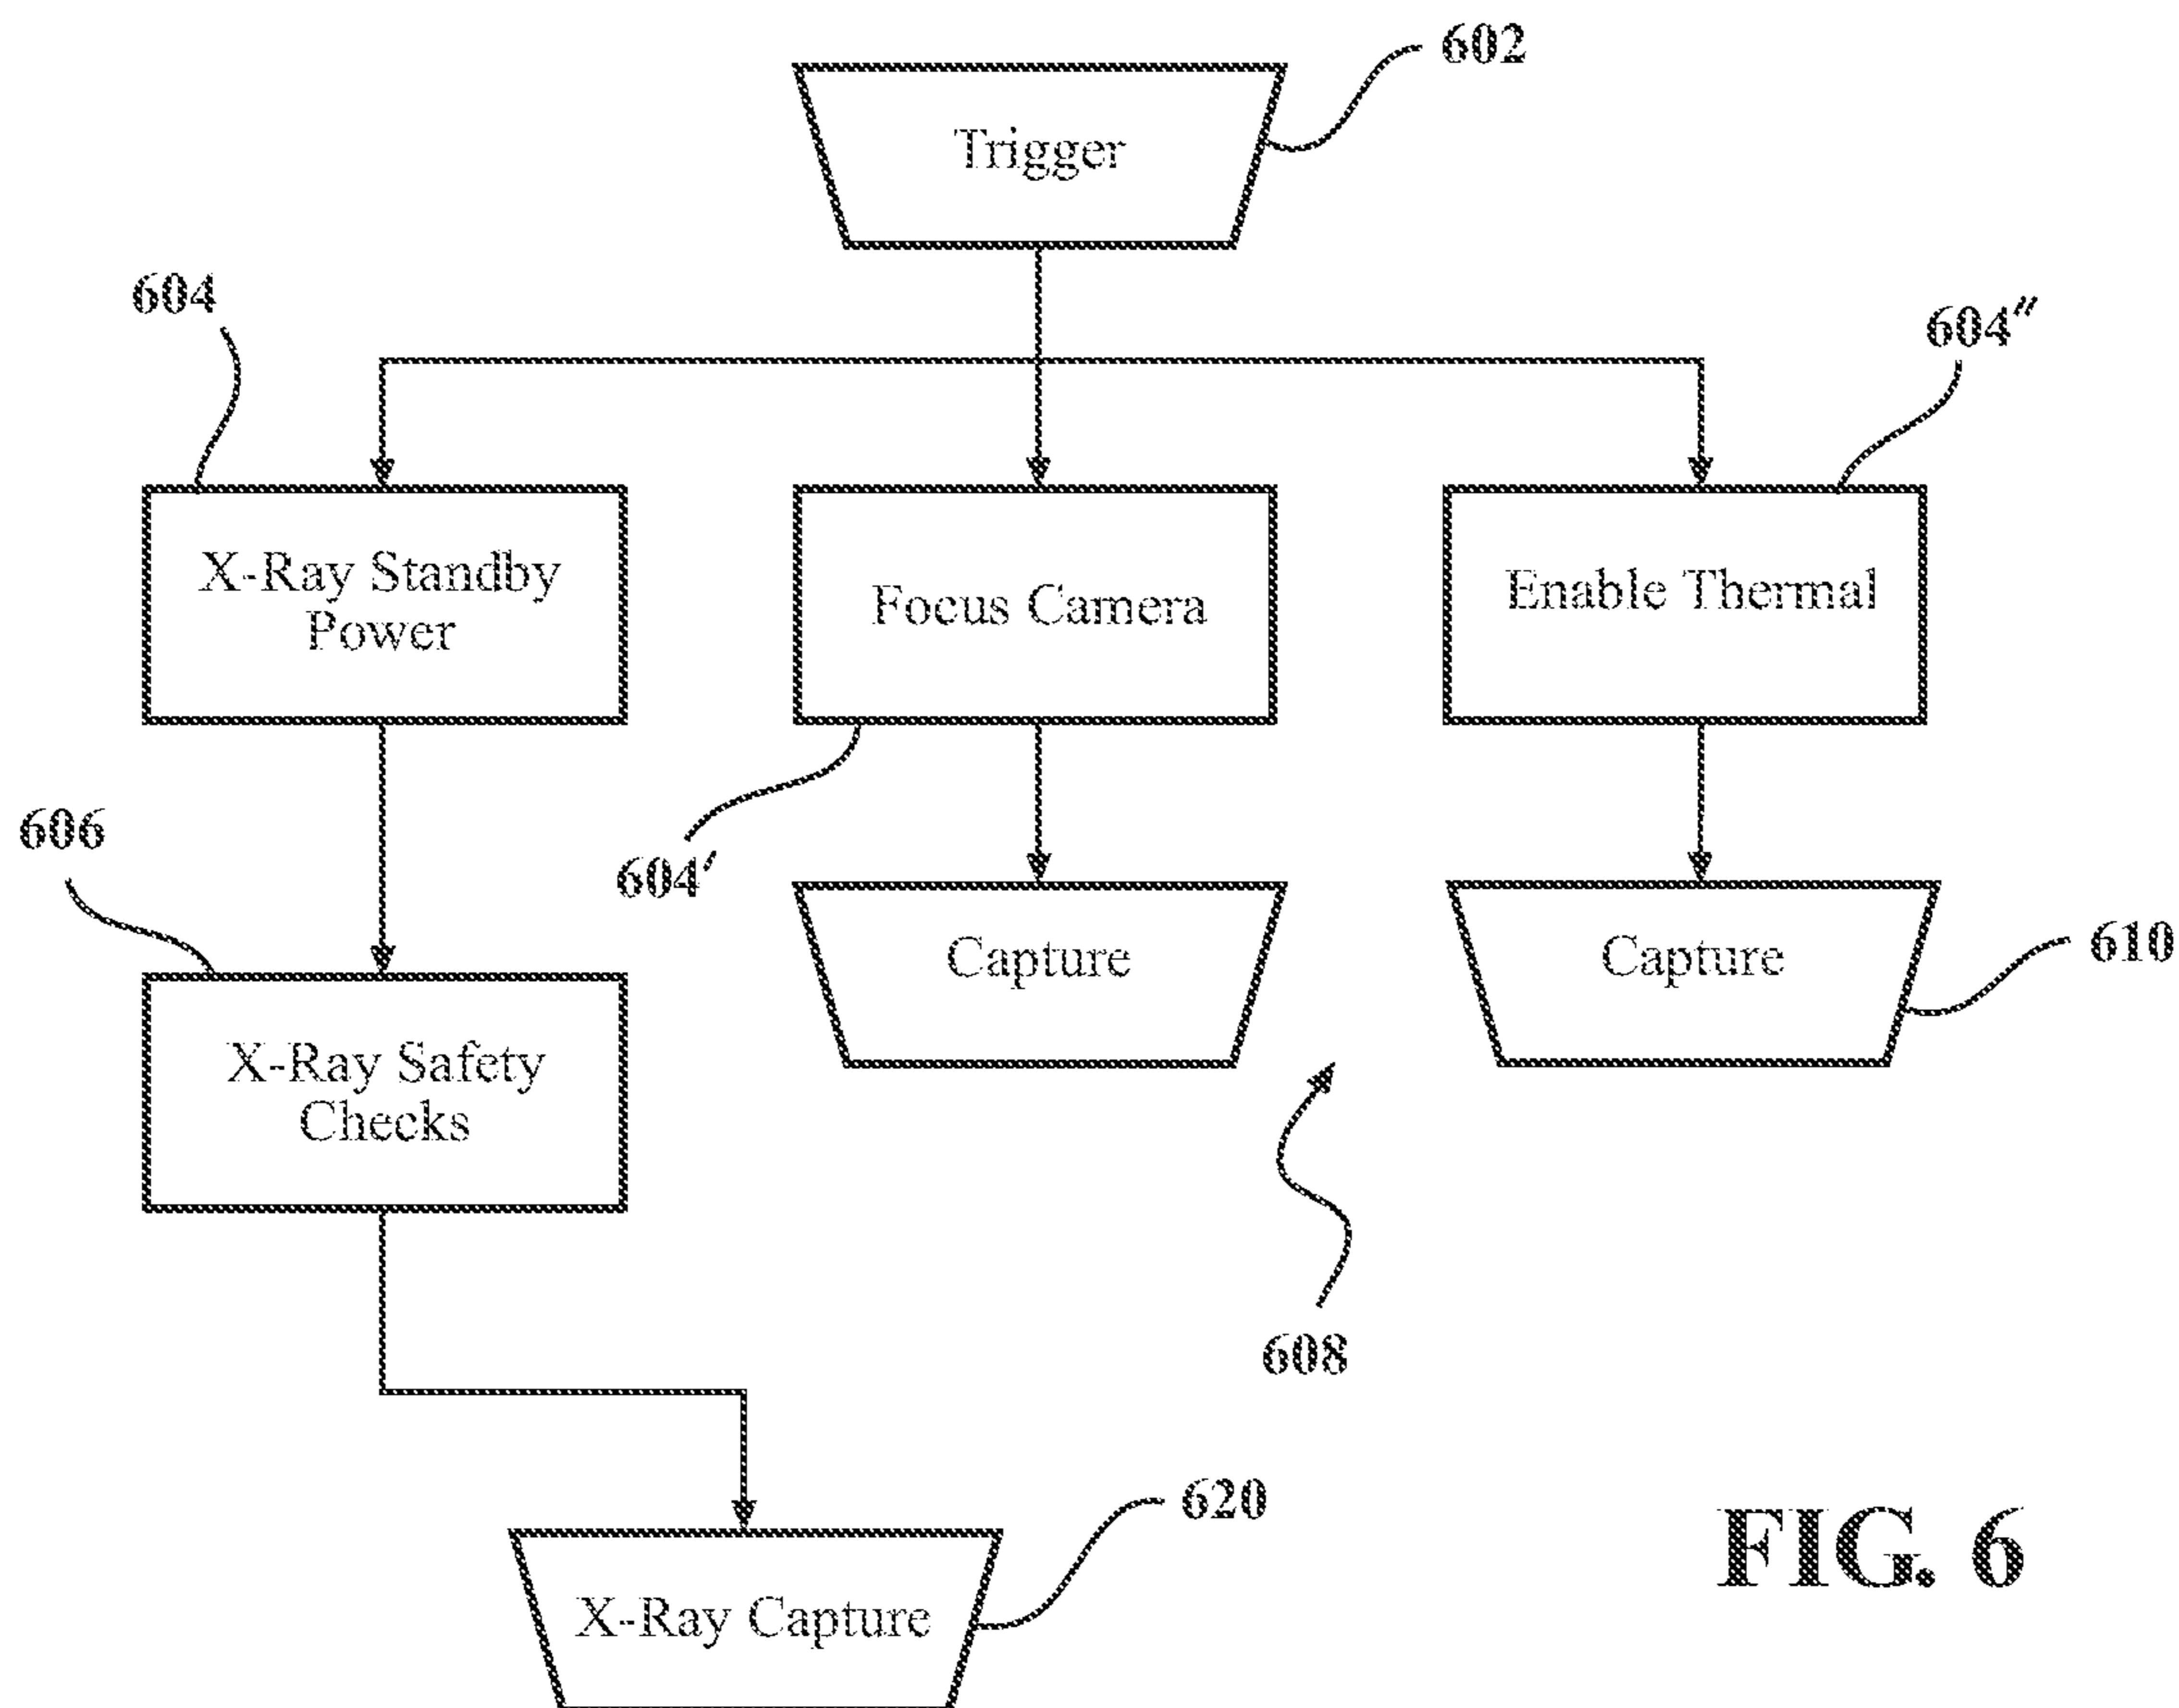 602
Trigger
604
604″
X-Ray Standby
Power
Focus Camera
Enable Thermal
606
604′
Capture
Capture
610
X-Ray Safety
Checks
608
620
X-Ray Capture
FIG. 6